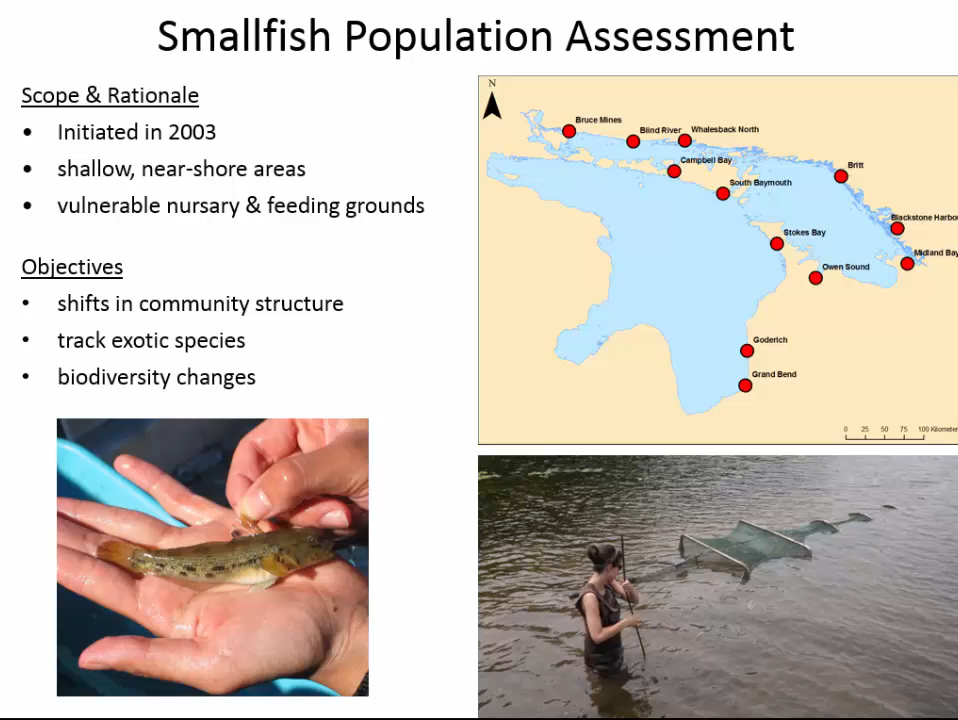 Smallfish Population Assessment
Scope & Rationale
• Initiated in 2003
• shallow, near-shore areas
• vulnerable nursary & feeding grounds
Objectives
• shifts in community structure
• track exotic species
• biodiversity changes
N
Bruce Mines
Blind River
Whalesback North
Campbell Bay
Britt
South Baymouth
Blackstone Harbou
Stokes Bay
Midland Bay
Owen Sound
Goderich
Grand Bend
0 25 50 75 100 Kilometer